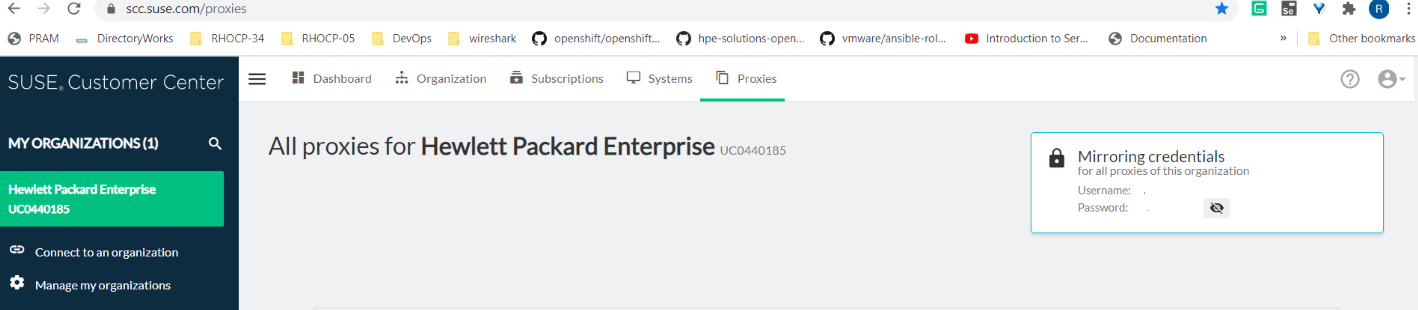 scc.suse.com/proxies
R
PRAM DirectoryWorks RHOCP-34 RHOCP-05 DevOps wireshark openshift/openshift... hpe-solutions-open... vmware/ansible-rol... Introduction to Ser... Documentation » Other bookmarks
SUSE® Customer Center
Dashboard Organization Subscriptions Systems Proxies
MY ORGANIZATIONS (1)
Hewlett Packard Enterprise
UC0440185
Connect to an organization
Manage my organizations
All proxies for Hewlett Packard Enterprise UC0440185
Mirroring credentials
for all proxies of this organization
Username:
Password: